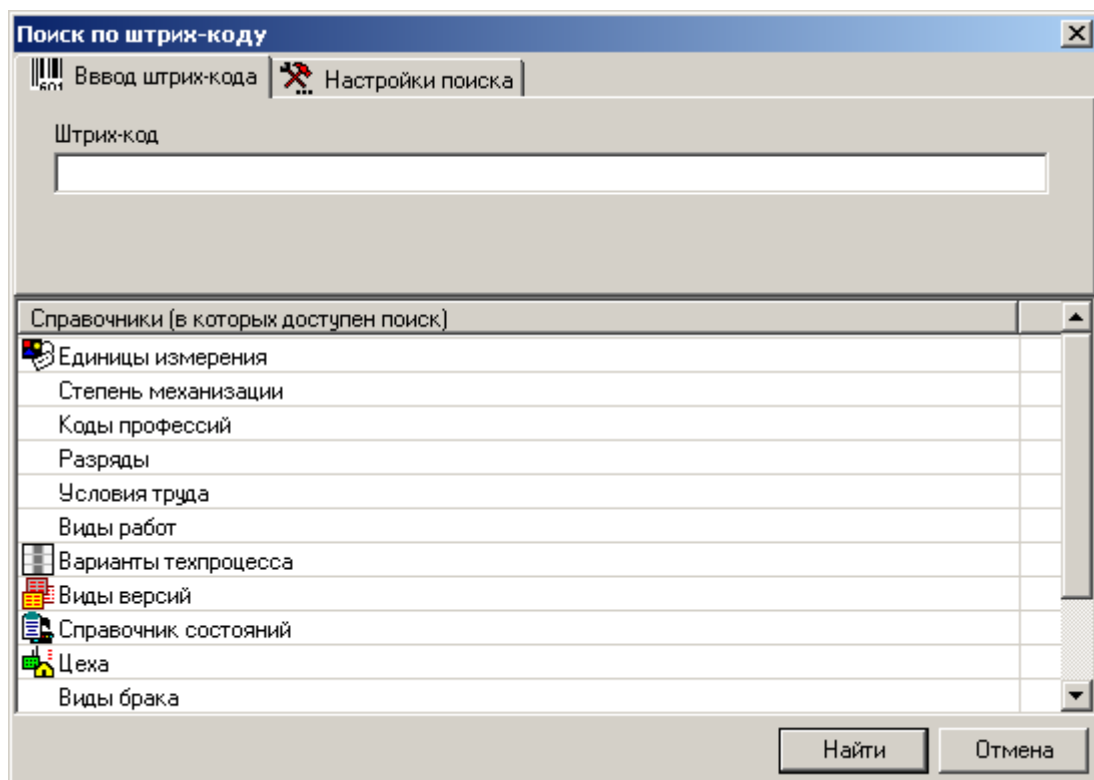 Поиск по штрих-коду
Вввод штрих-кода
Настройки поиска
Штрих-код
Справочники (в которых доступен поиск)
Единицы измерения
Степень механизации
Коды профессий
Разряды
Условия труда
Виды работ
Варианты техпроцесса
Виды версий
Справочник состояний
Цеха
Виды брака
Найти
Отмена